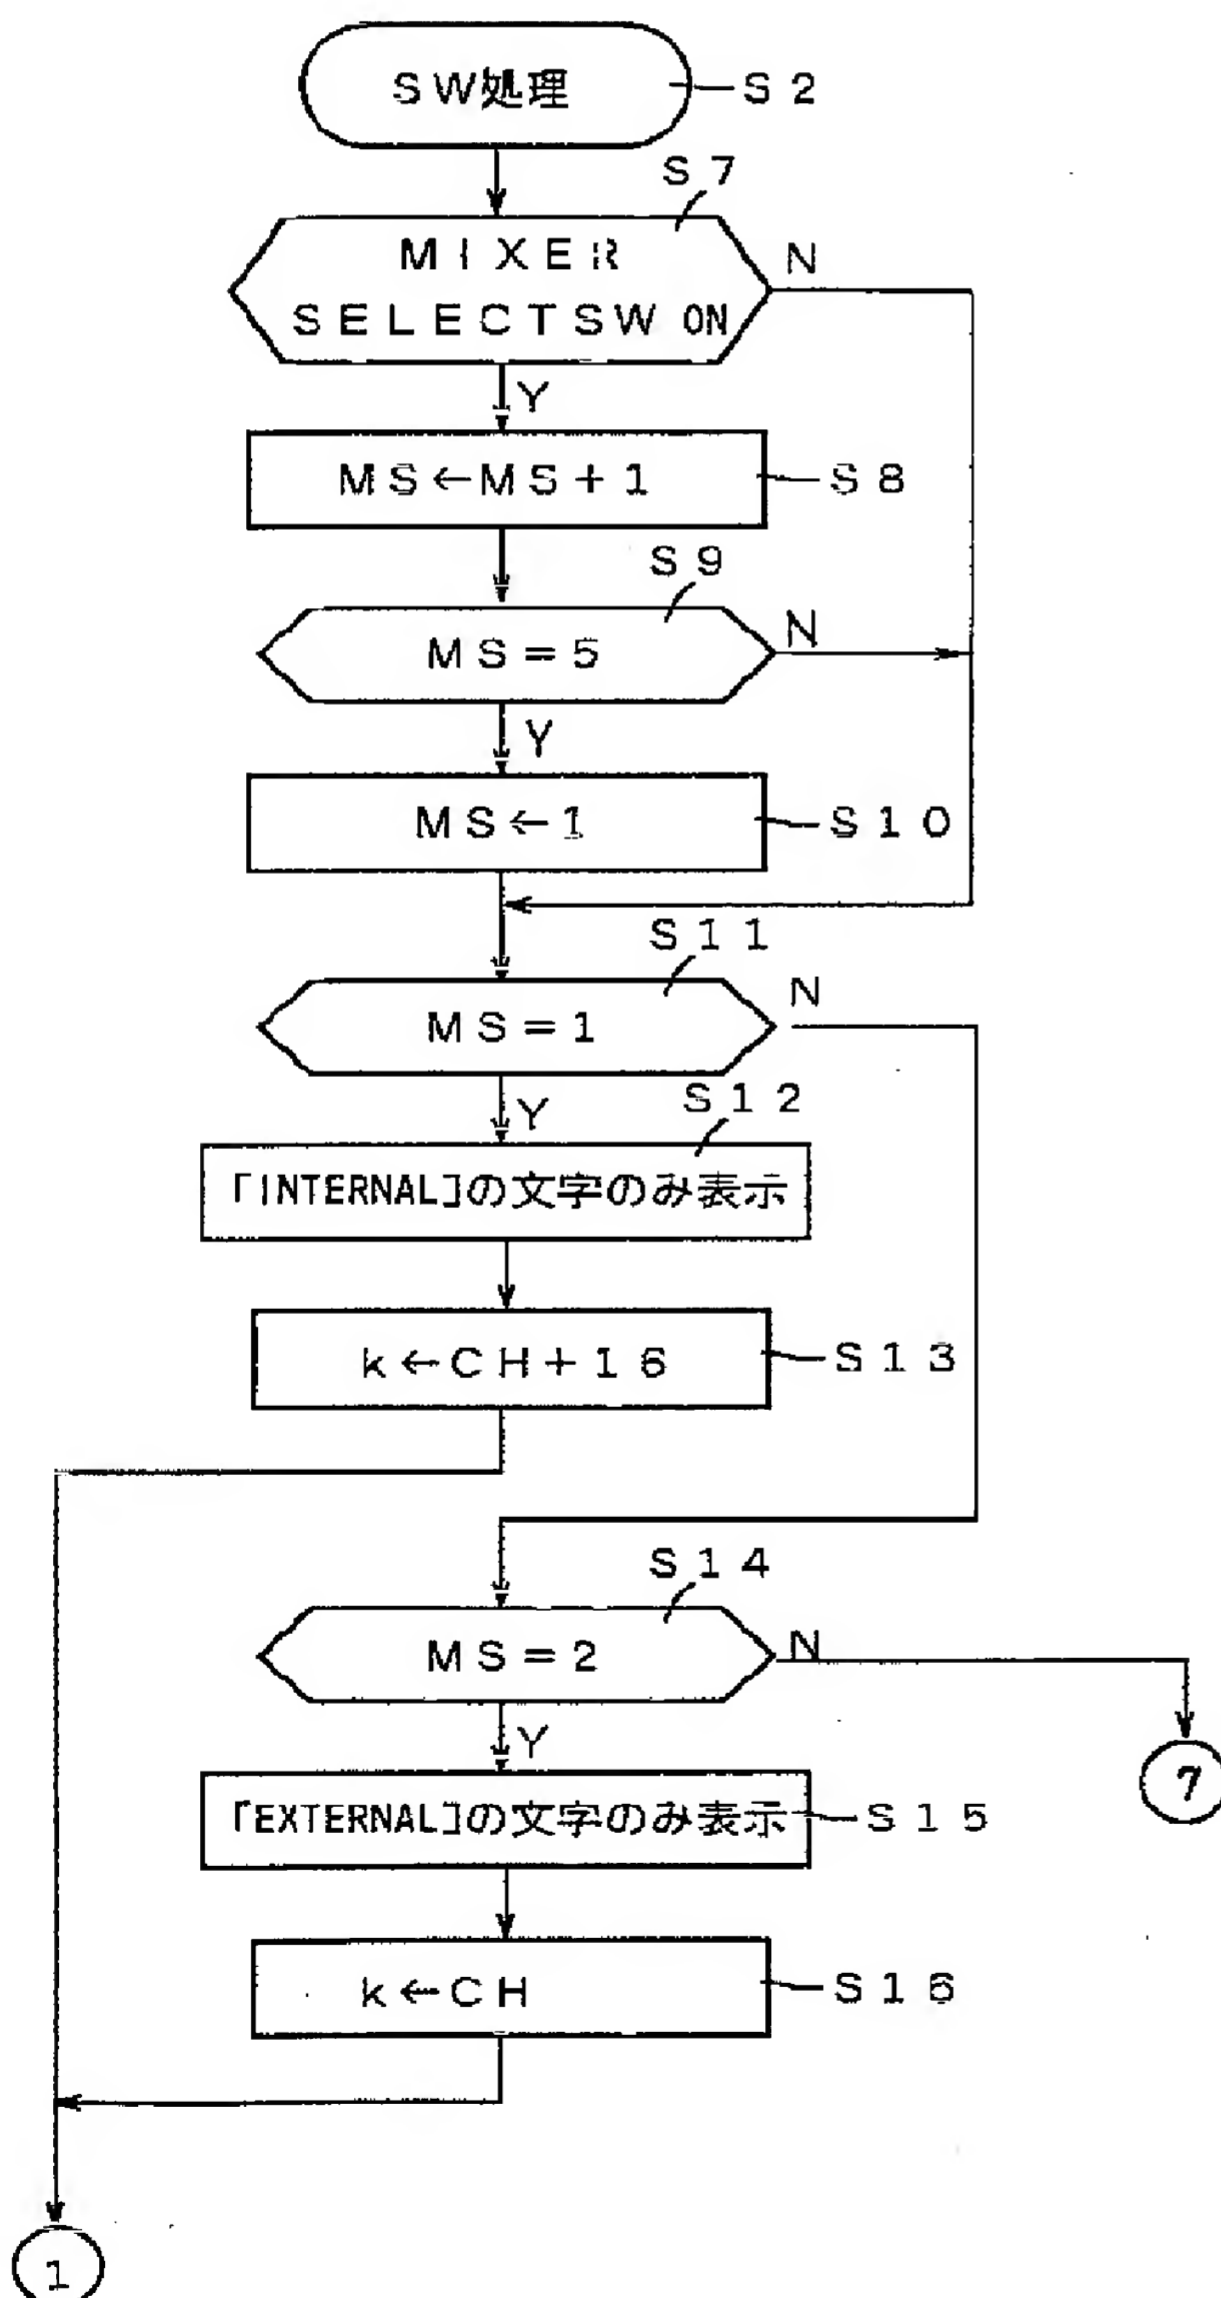 SW処理
S2
S7
MIXER
SELECTSW ON
N
Y
MS←MS+1
S8
S9
MS=5
N
Y
MS←1
S10
S11
MS=1
N
Y
S12
「INTERNAL」の文字のみ表示
k←CH+16
S13
S14
MS=2
N
Y
7
「EXTERNAL」の文字のみ表示
S15
k←CH
S16
1